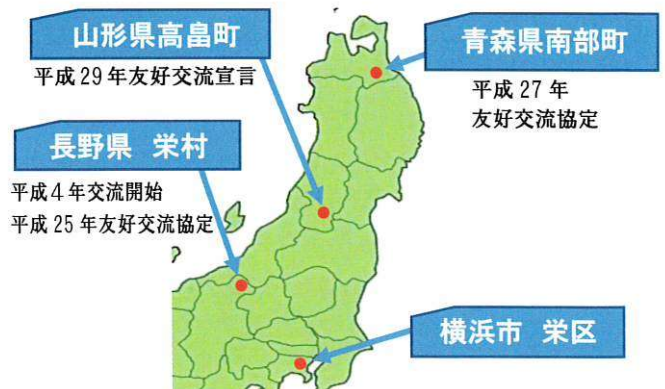 山形県高畠町
平成29年友好交流宣言
青森県南部町
平成27年
友好交流協定
長野県 栄村
平成4年交流開始
平成25年友好交流協定
横浜市 栄区